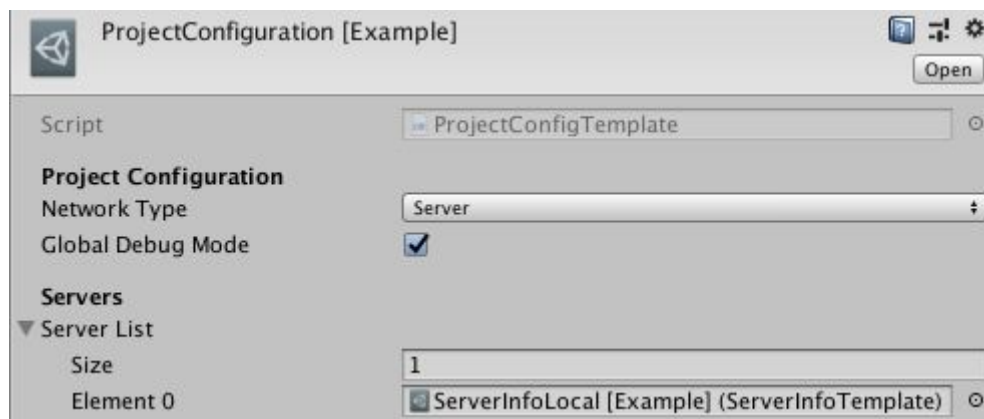 ProjectConfiguration [Example]
Open
Script ProjectConfigTemplate
Project Configuration
Network Type Server
Global Debug Mode
Servers
Server List
Size 1
Element 0 ServerInfoLocal [Example] (ServerInfoTemplate)